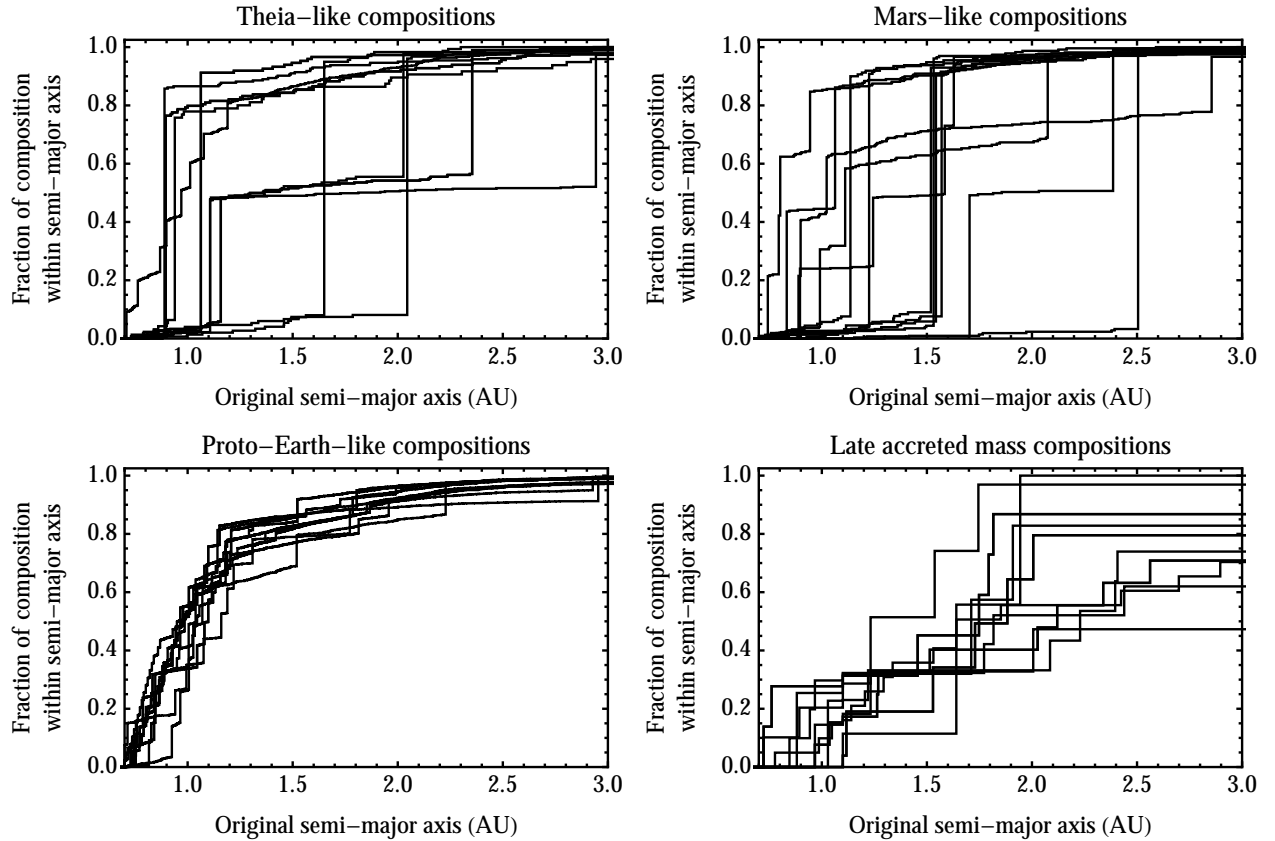 Theia−like compositions
Fraction of composition
within semi−major axis
1.0
0.8
0.6
0.4
0.2
0.0
1.0 1.5 2.0 2.5 3.0
Original semi−major axis (AU)
Mars−like compositions
Fraction of composition
within semi−major axis
1.0
0.8
0.6
0.4
0.2
0.0
1.0 1.5 2.0 2.5 3.0
Original semi−major axis (AU)
Proto−Earth−like compositions
Fraction of composition
within semi−major axis
1.0
0.8
0.6
0.4
0.2
0.0
1.0 1.5 2.0 2.5 3.0
Original semi−major axis (AU)
Late accreted mass compositions
Fraction of composition
within semi−major axis
1.0
0.8
0.6
0.4
0.2
0.0
1.0 1.5 2.0 2.5 3.0
Original semi−major axis (AU)